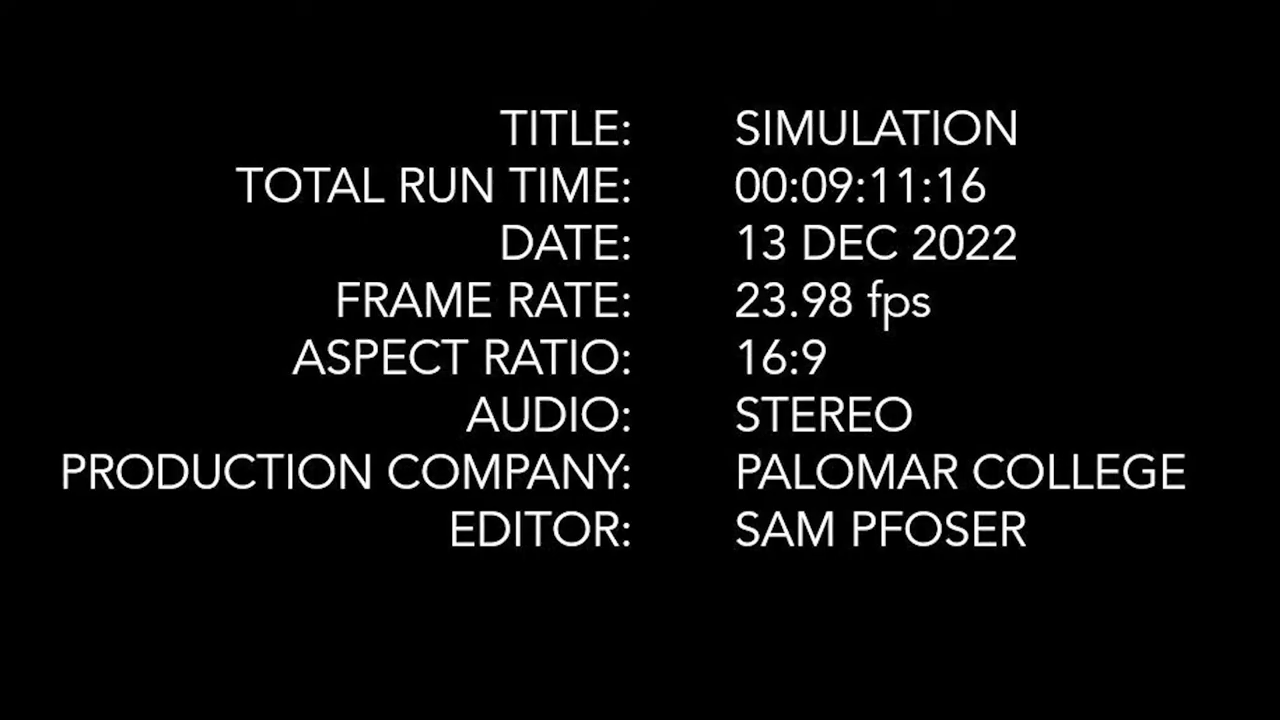 TITLE: SIMULATION
TOTAL RUN TIME: 00:09:11:16
DATE: 13 DEC 2022
FRAME RATE: 23.98 fps
ASPECT RATIO: 16:9
AUDIO: STEREO
PRODUCTION COMPANY: PALOMAR COLLEGE
EDITOR: SAM PFOSER